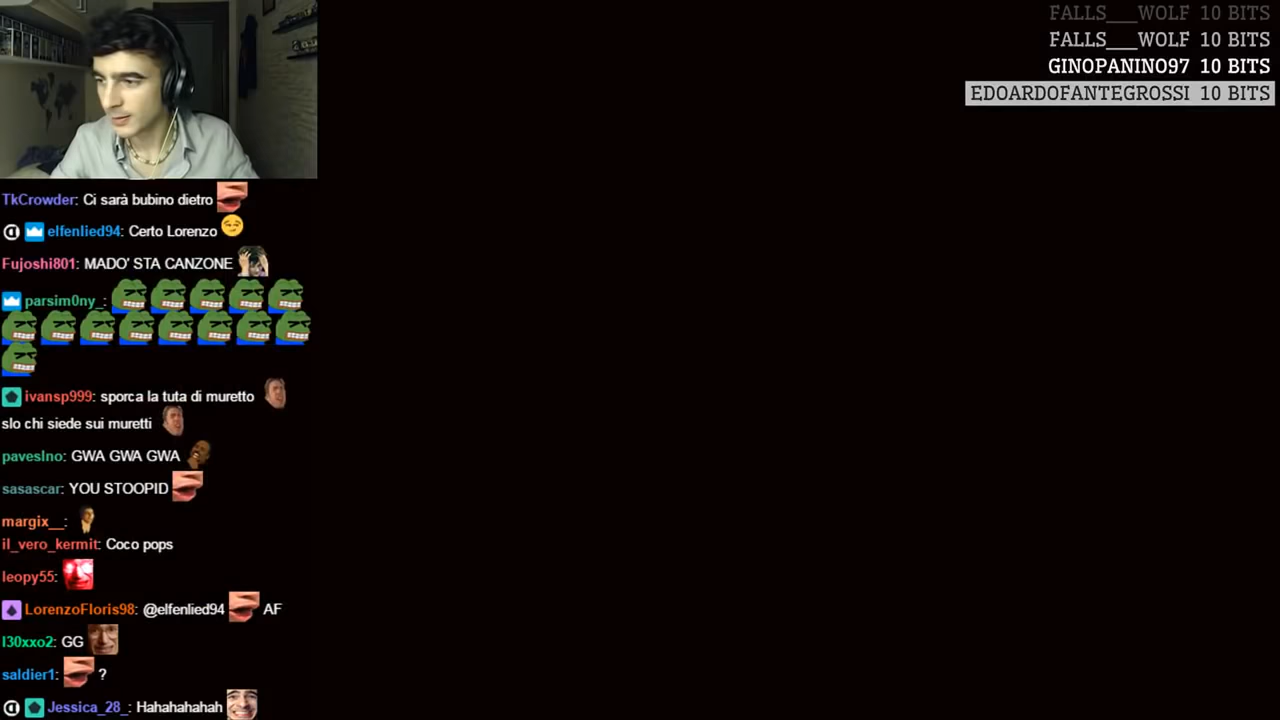 FALLS___WOLF 10 BITS
FALLS___WOLF 10 BITS
GINOPANINO97 10 BITS
EDOARDOFANTEGROSSI 10 BITS
TkCrowder: Ci sarà bubino dietro
elfenlied94: Certo Lorenzo
Fujoshi801: MADO' STA CANZONE
parsim0ny_:
ivansp999: sporca la tuta di muretto
slo chi siede sui muretti
paveslno: GWA GWA GWA
sasascar: YOU STOOPID
margix__:
il_vero_kermit: Coco pops
leopy55:
LorenzoFloris98: @elfenlied94 AF
l30xxo2: GG
saldier1: ?
Jessica_28_: Hahahahahah